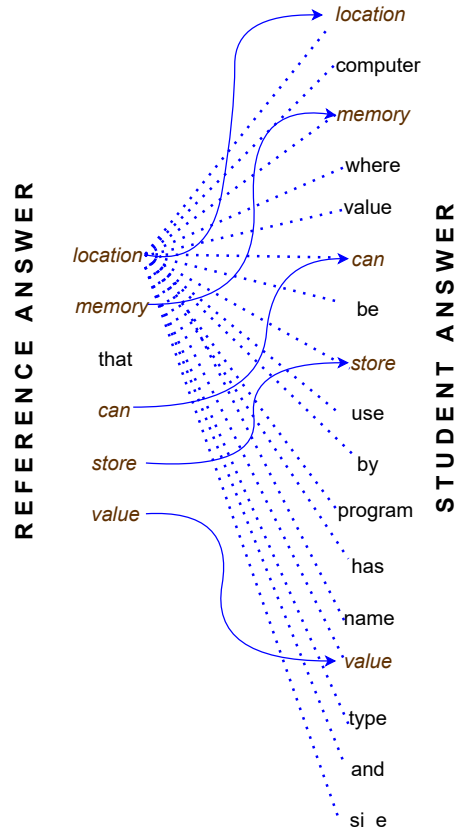 REFERENCE ANSWER
location
memory
that
can
store
value
location
computer
memory
where
value
can
be
store
use
by
program
has
name
value
type
and
si e
STUDENT ANSWER